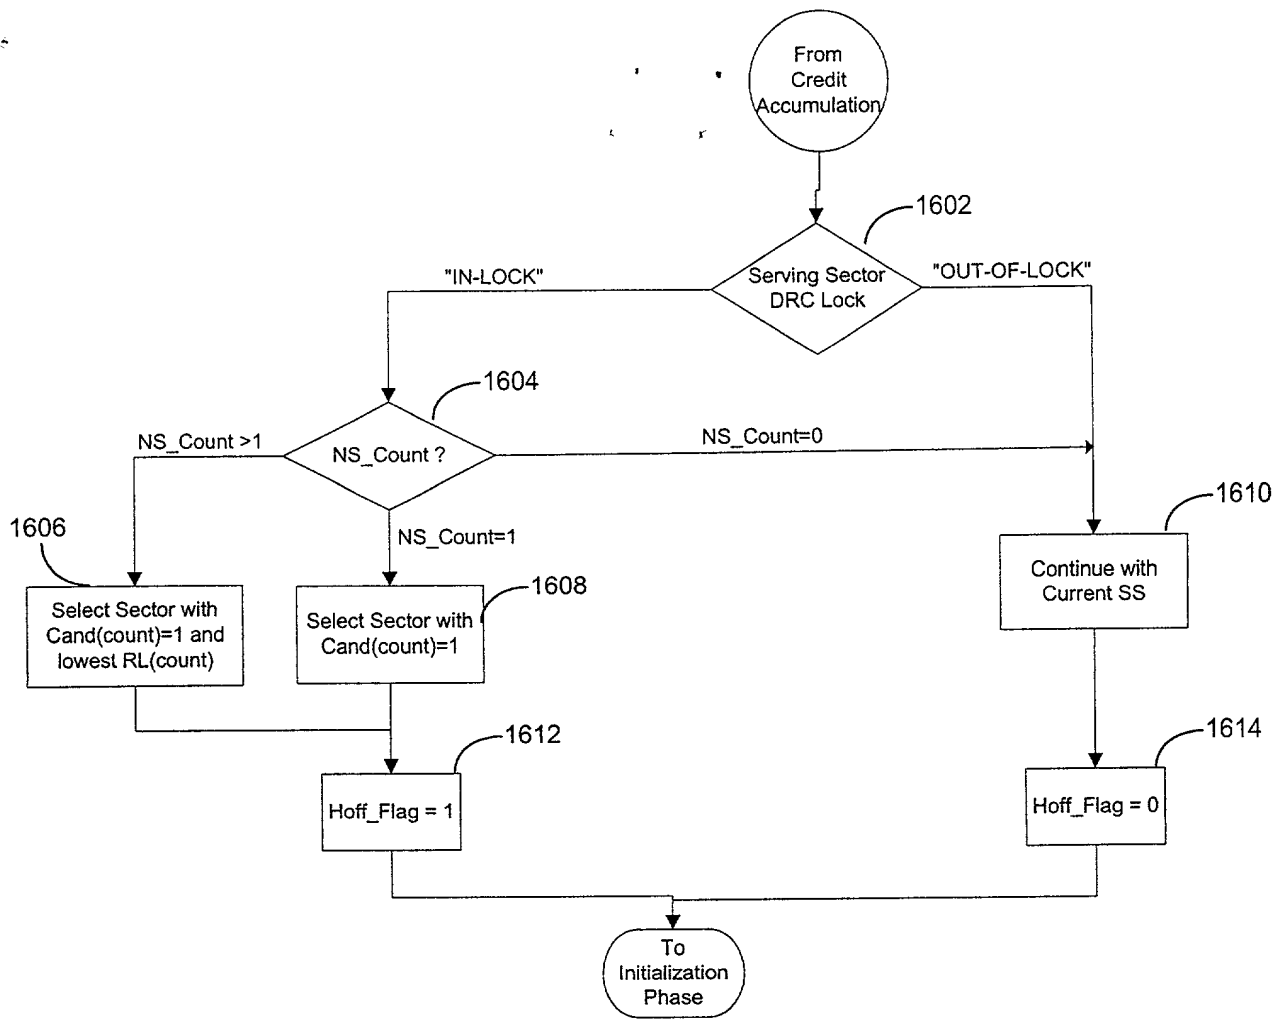 From
Credit
Accumulation
1602
"IN-LOCK"
Serving Sector
DRC Lock
"OUT-OF-LOCK"
1604
NS_Count >1
NS_Count ?
NS_Count=0
1606
NS_Count=1
1608
1610
Select Sector with
Cand(count)=1 and
lowest RL(count)
Select Sector with
Cand(count)=1
Continue with
Current SS
1612
1614
Hoff_Flag = 1
Hoff_Flag = 0
To
Initialization
Phase